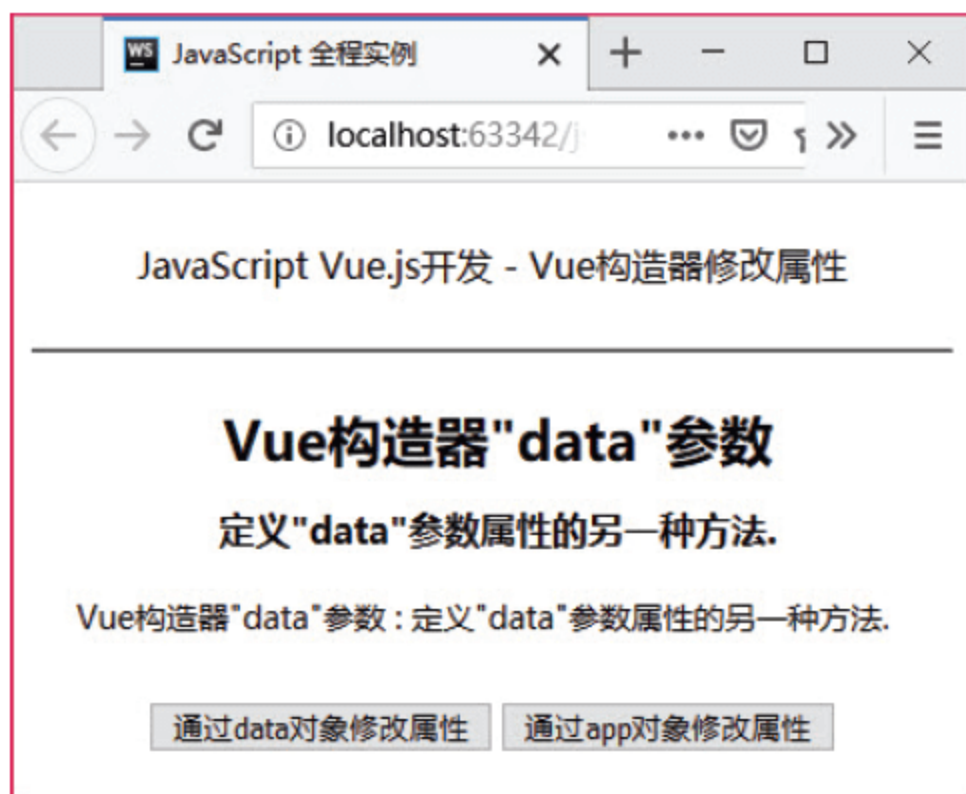 WS JavaScript 全程实例
localhost:63342/j
JavaScript Vue.js开发 - Vue构造器修改属性
Vue构造器"data"参数
定义"data"参数属性的另一种方法.
Vue构造器"data"参数 : 定义"data"参数属性的另一种方法.
通过data对象修改属性 通过app对象修改属性